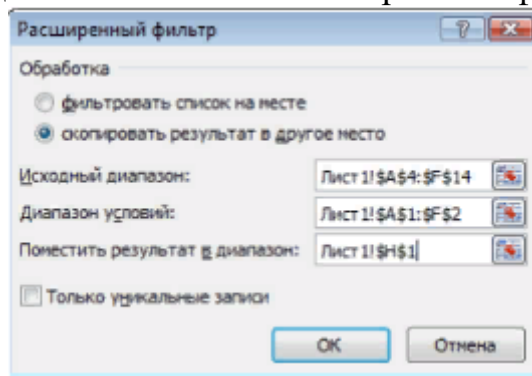 Расширенный фильтр
Обработка
фильтровать список на месте
скопировать результат в другое место
Исходный диапазон: Лист1!$A$4:$F$14
Диапазон условий: Лист1!$A$1:$F$2
Поместить результат в диапазон: Лист1!$H$1
Только уникальные записи
ОК Отмена